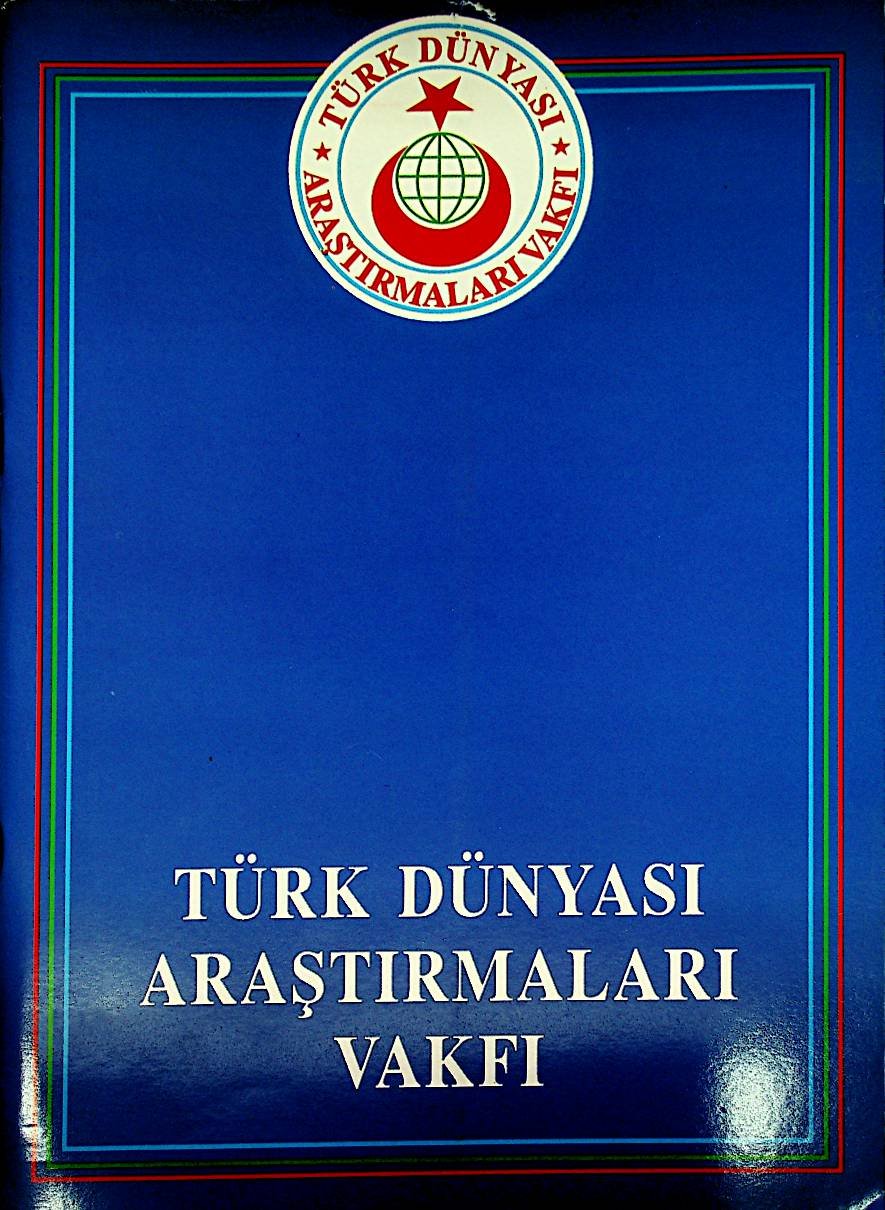 TÜRK DÜNYASI
ARAŞTIRMALARI VAKFI
TÜRK DÜNYASI
ARAŞTIRMALARI
VAKFI